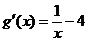 g′(x) = 1/x − 4